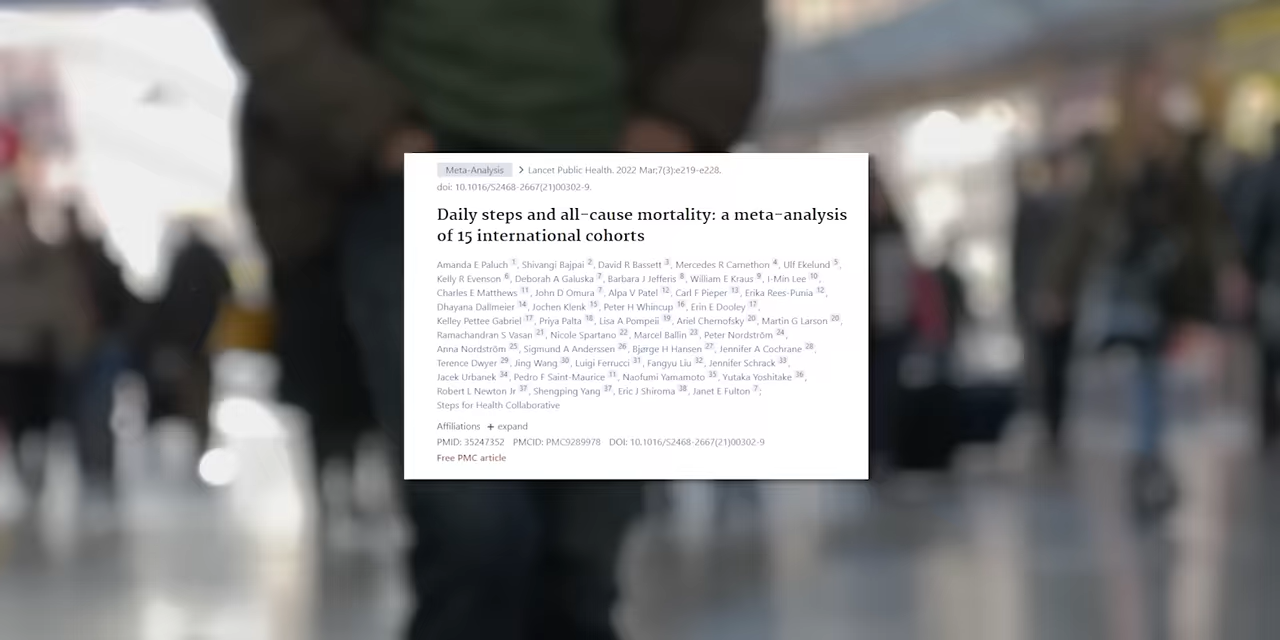 Meta-Analysis > Lancet Public Health. 2022 Mar;7(3):e219-e228.
doi: 10.1016/S2468-2667(21)00302-9.
Daily steps and all-cause mortality: a meta-analysis
of 15 international cohorts
Amanda E Paluch 1, Shivangi Bajpai 2, David R Bassett 3, Mercedes R Carnethon 4, Ulf Ekelund 5,
Kelly R Evenson 6, Deborah A Galuska 7, Barbara J Jefferis 8, William E Kraus 9, I-Min Lee 10,
Charles E Matthews 11, John D Omura 7, Alpa V Patel 12, Carl F Pieper 13, Erika Rees-Punia 12,
Dhayana Dallmeier 14, Jochen Klenk 15, Peter H Whincup 16, Erin E Dooley 17,
Kelley Pettee Gabriel 17, Priya Palta 18, Lisa A Pompeii 19, Ariel Chernofsky 20, Martin G Larson 20,
Ramachandran S Vasan 21, Nicole Spartano 22, Marcel Ballin 23, Peter Nordström 24,
Anna Nordström 25, Sigmund A Anderssen 26, Bjørge H Hansen 27, Jennifer A Cochrane 28,
Terence Dwyer 29, Jing Wang 30, Luigi Ferrucci 31, Fangyu Liu 32, Jennifer Schrack 33,
Jacek Urbanek 34, Pedro F Saint-Maurice 11, Naofumi Yamamoto 35, Yutaka Yoshitake 36,
Robert L Newton Jr 37, Shengping Yang 37, Eric J Shiroma 38, Janet E Fulton 7;
Steps for Health Collaborative
Affiliations + expand
PMID: 35247352 PMCID: PMC9289978 DOI: 10.1016/S2468-2667(21)00302-9
Free PMC article